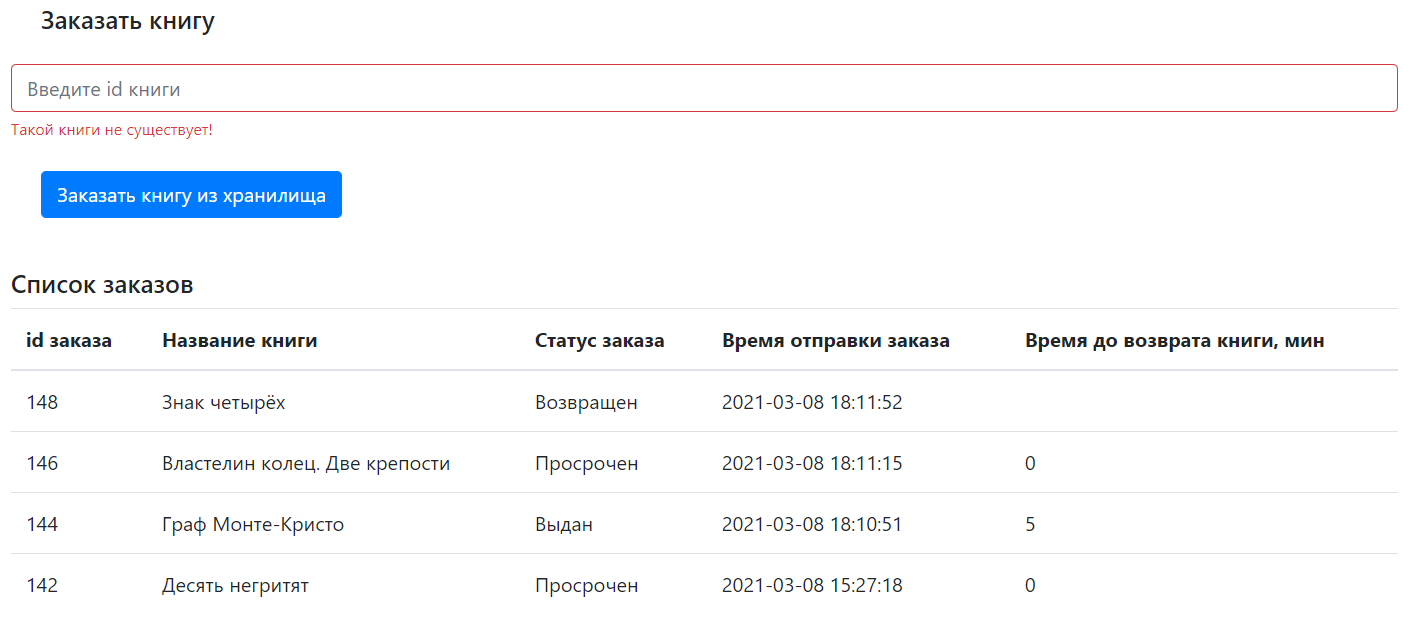 Заказать книгу
Введите id книги
Такой книги не существует!
Заказать книгу из хранилища
Список заказов
id заказа Название книги Статус заказа Время отправки заказа Время до возврата книги, мин
148 Знак четырёх Возвращен 2021-03-08 18:11:52
146 Властелин колец. Две крепости Просрочен 2021-03-08 18:11:15 0
144 Граф Монте-Кристо Выдан 2021-03-08 18:10:51 5
142 Десять негритят Просрочен 2021-03-08 15:27:18 0